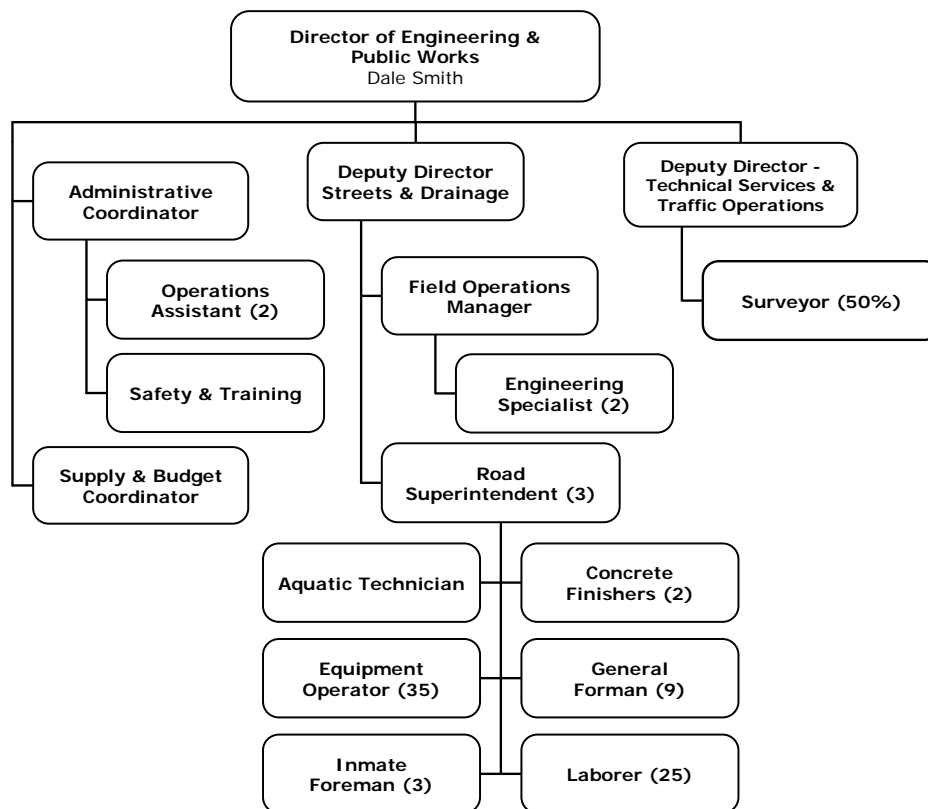 Director of Engineering &
Public Works
Dale Smith
Administrative
Coordinator
Operations
Assistant (2)
Safety & Training
Supply & Budget
Coordinator
Deputy Director
Streets & Drainage
Field Operations
Manager
Engineering
Specialist (2)
Road
Superintendent (3)
Aquatic Technician
Concrete
Finishers (2)
Equipment
Operator (35)
General
Forman (9)
Inmate
Foreman (3)
Laborer (25)
Deputy Director -
Technical Services &
Traffic Operations
Surveyor (50%)